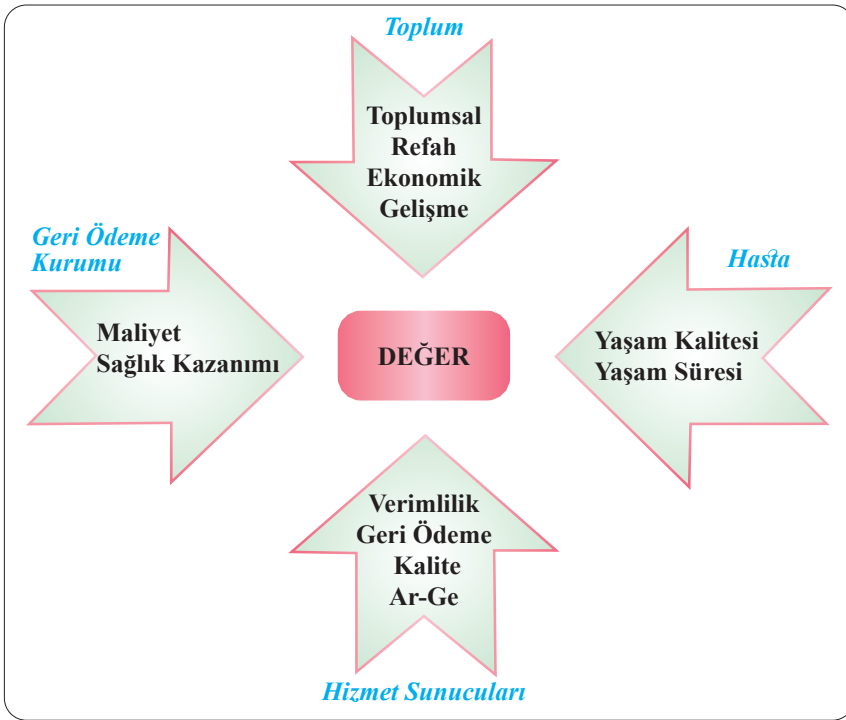 Toplum
Toplumsal
Refah
Ekonomik
Gelişme
Geri Ödeme
Kurumu
Maliyet
Sağlık Kazanımı
DEĞER
Hasta
Yaşam Kalitesi
Yaşam Süresi
Verimlilik
Geri Ödeme
Kalite
Ar-Ge
Hizmet Sunucuları